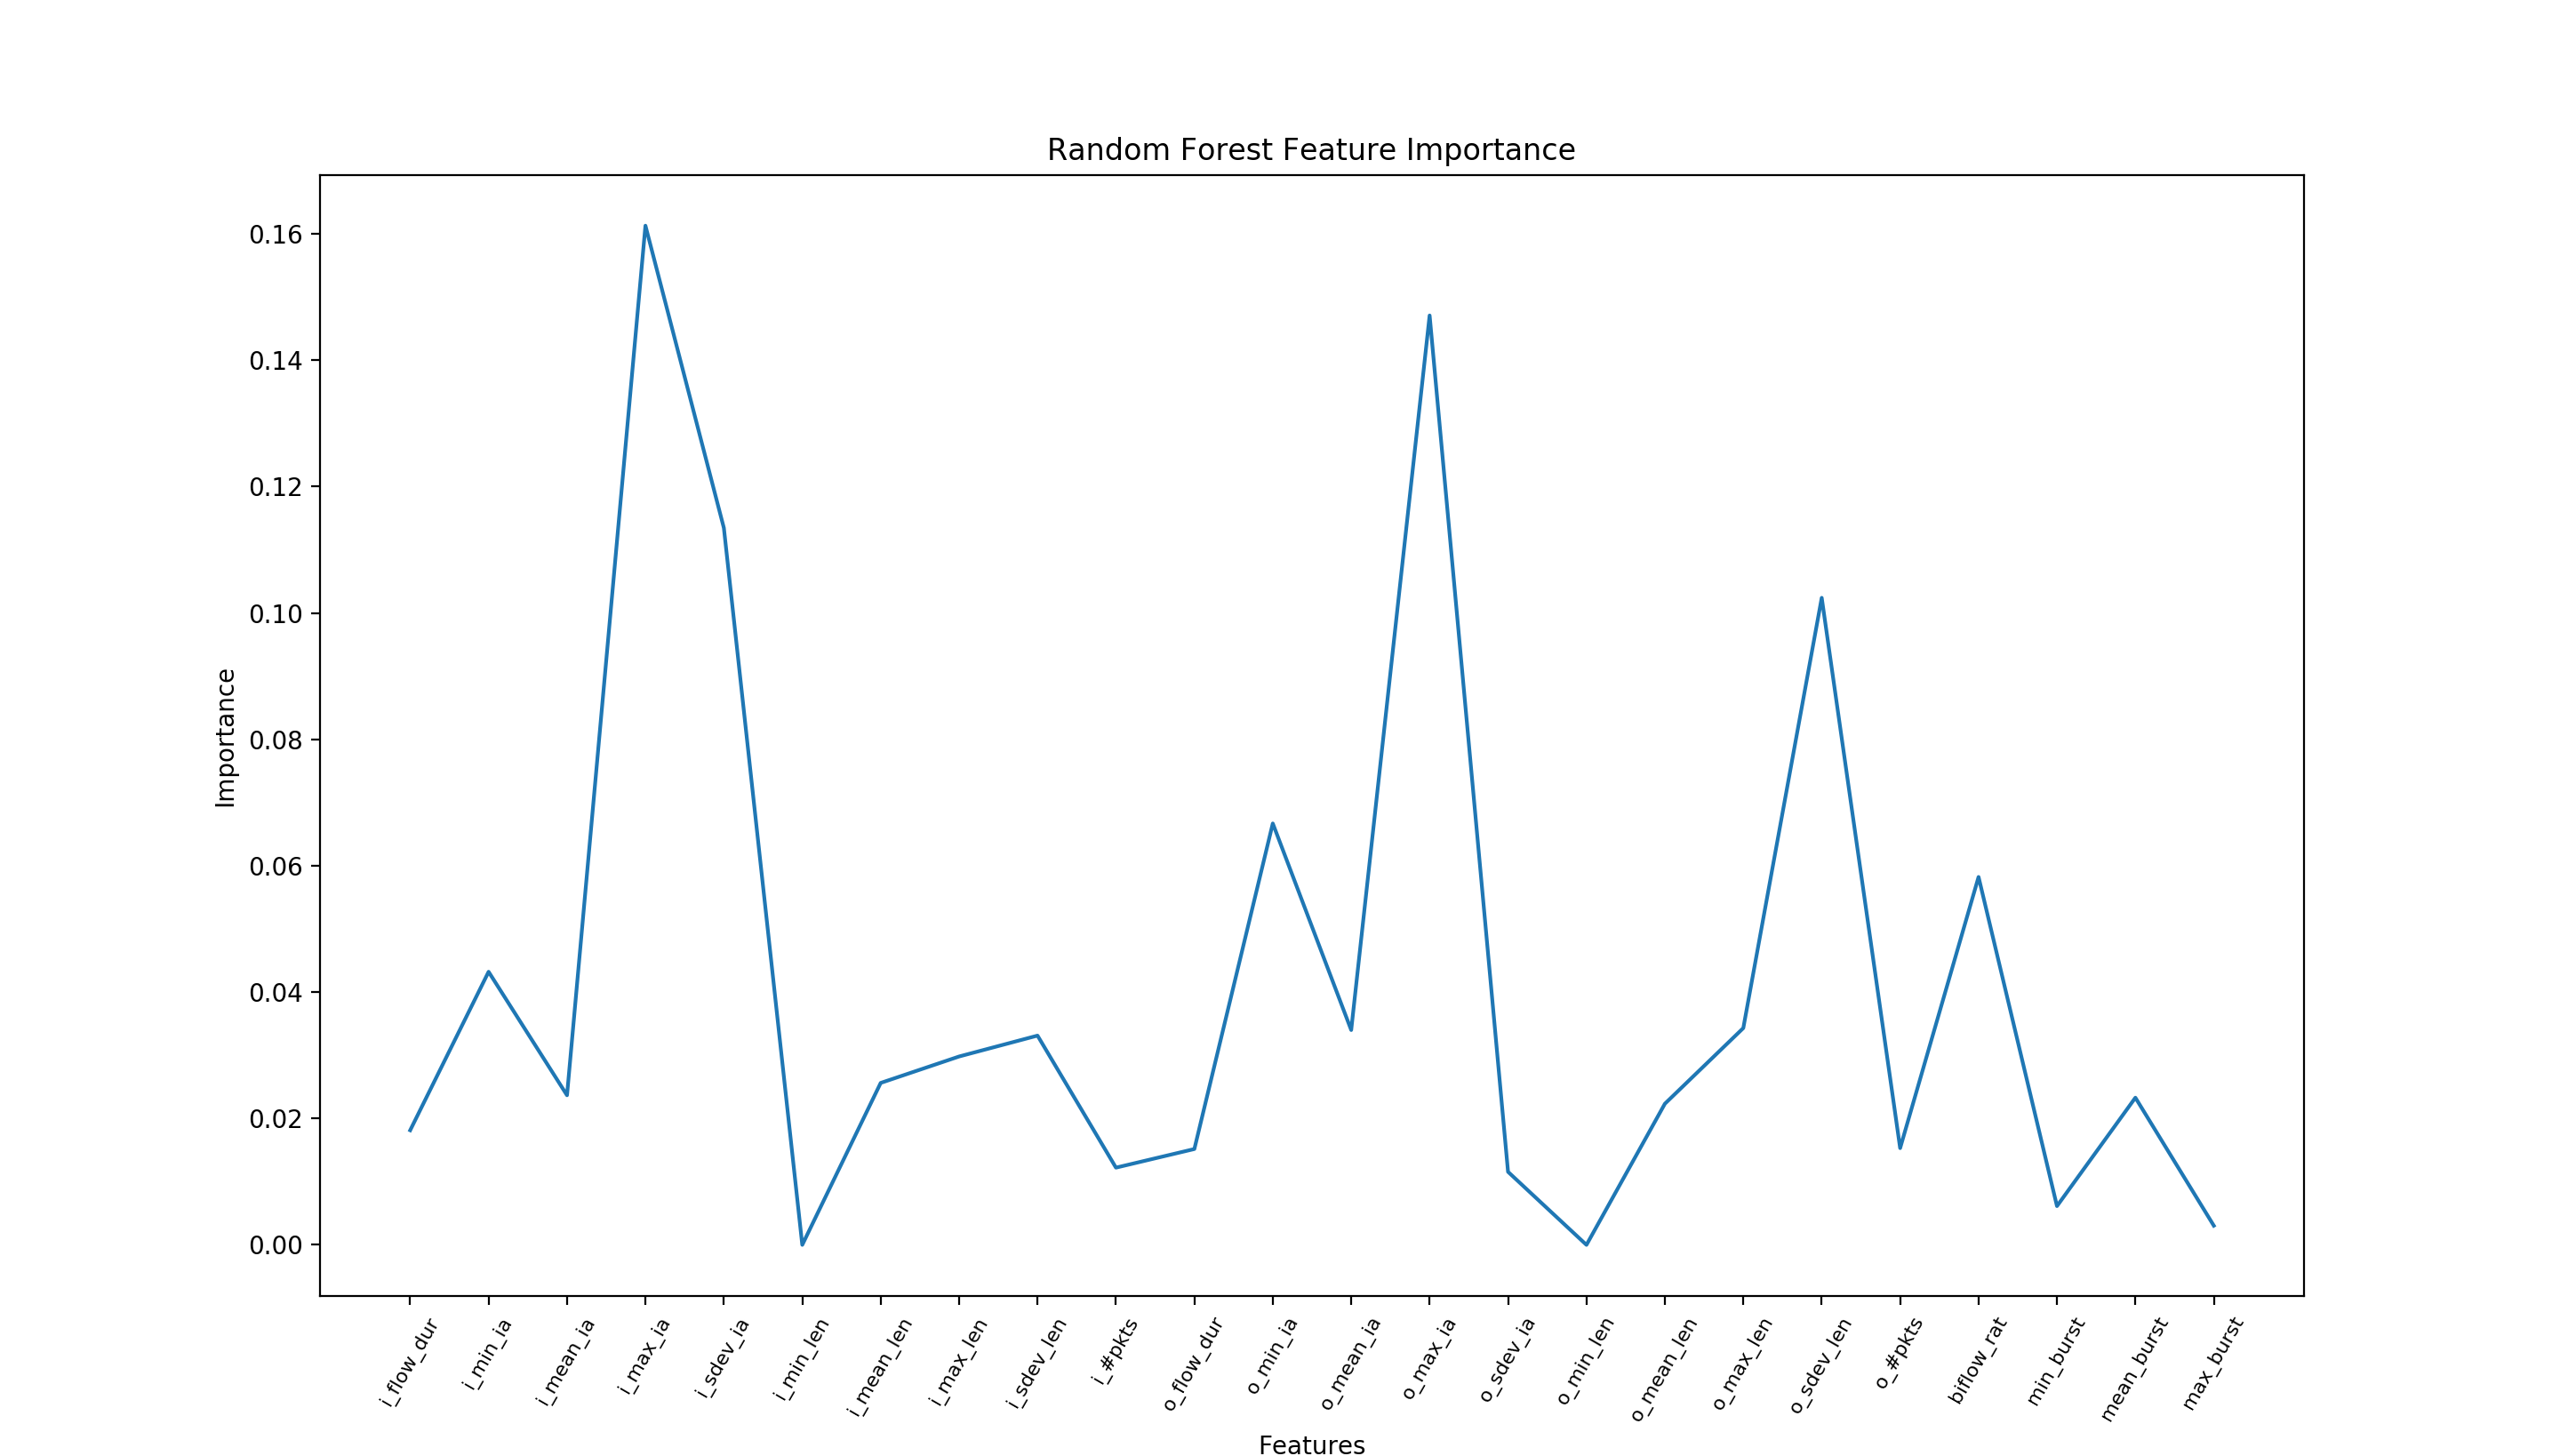 Random Forest Feature Importance
Importance
0.16
0.14
0.12
0.10
0.08
0.06
0.04
0.02
0.00
i_flow_dur
i_min_ia
i_mean_ia
i_max_ia
i_sdev_ia
i_min_len
i_mean_len
i_max_len
i_sdev_len
i_#pkts
o_flow_dur
o_min_ia
o_mean_ia
o_max_ia
o_sdev_ia
o_min_len
o_mean_len
o_max_len
o_sdev_len
o_#pkts
biflow_rat
min_burst
mean_burst
max_burst
Features